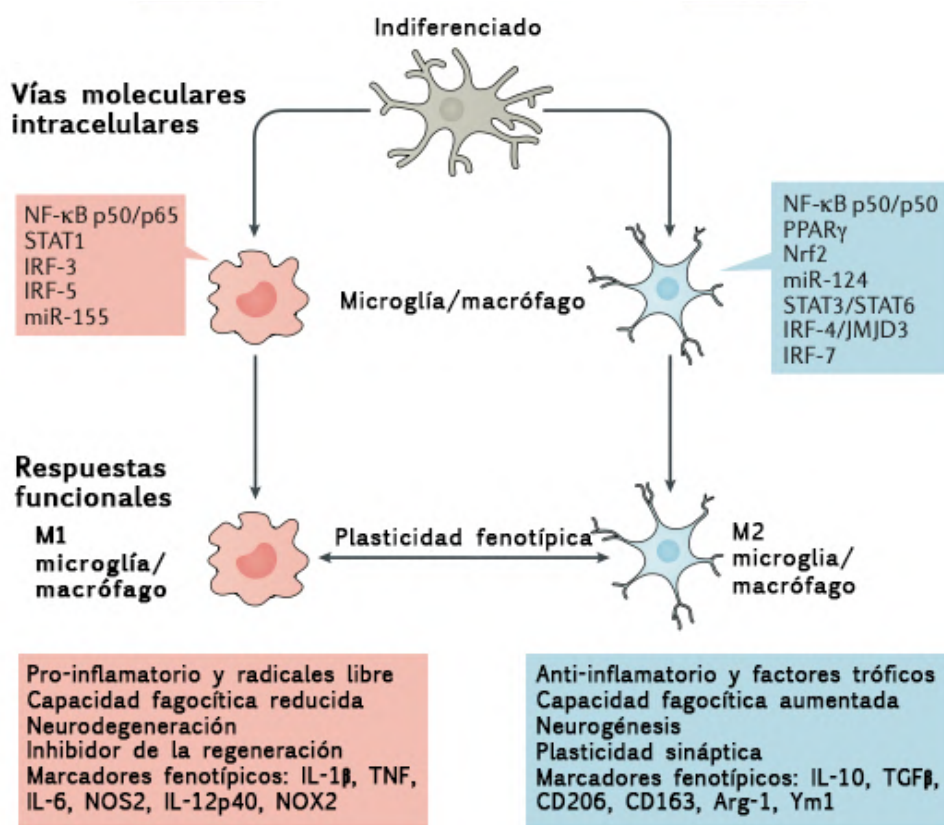 Indiferenciado
Vías moleculares
intracelulares
NF-κB p50/p65
STAT1
IRF-3
IRF-5
miR-155
Microglía/macrófago
NF-κB p50/p50
PPARγ
Nrf2
miR-124
STAT3/STAT6
IRF-4/JMJD3
IRF-7
Respuestas
funcionales
M1
microglía/
macrófago
Plasticidad fenotípica
M2
microglia/
macrófago
Pro-inflamatorio y radicales libre
Capacidad fagocítica reducida
Neurodegeneración
Inhibidor de la regeneración
Marcadores fenotípicos: IL-1β, TNF,
IL-6, NOS2, IL-12p40, NOX2
Anti-inflamatorio y factores tróficos
Capacidad fagocítica aumentada
Neurogénesis
Plasticidad sináptica
Marcadores fenotípicos: IL-10, TGFβ,
CD206, CD163, Arg-1, Ym1